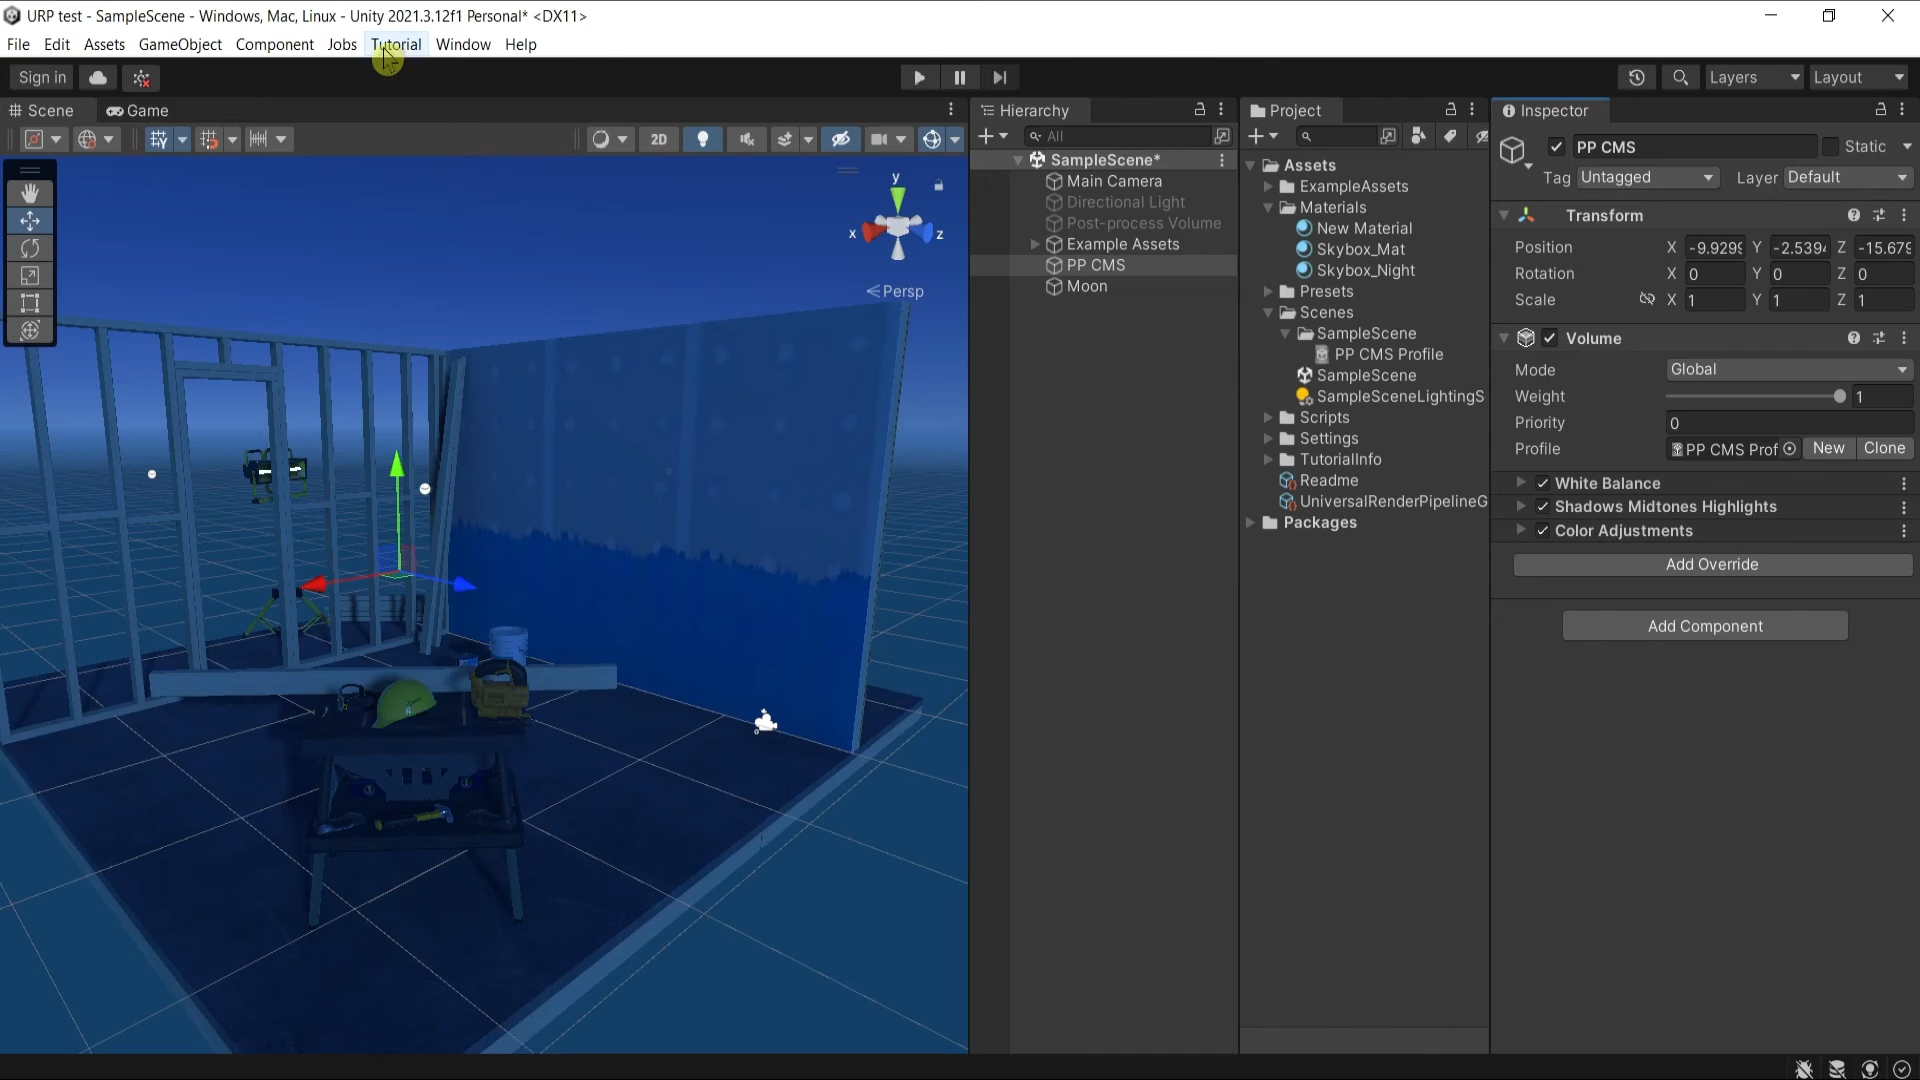 URP test - SampleScene - Windows, Mac, Linux - Unity 2021.3.12f1 Personal* <DX11>
File Edit Assets GameObject Component Jobs Tutorial Window Help
Sign in
Layers
Layout
Scene
Game
2D
y
x
z
Persp
Hierarchy
All
SampleScene*
Main Camera
Directional Light
Post-process Volume
Example Assets
PP CMS
Moon
Project
Assets
ExampleAssets
Materials
New Material
Skybox_Mat
Skybox_Night
Presets
Scenes
SampleScene
PP CMS Profile
SampleScene
SampleSceneLightingS
Scripts
Settings
TutorialInfo
Readme
UniversalRenderPipelineG
Packages
Inspector
PP CMS
Static
Tag Untagged Layer Default
Transform
Position X -9.9299 Y -2.539 Z -15.679
Rotation X 0 Y 0 Z 0
Scale X 1 Y 1 Z 1
Volume
Mode Global
Weight 1
Priority 0
Profile PP CMS Prof New Clone
White Balance
Shadows Midtones Highlights
Color Adjustments
Add Override
Add Component